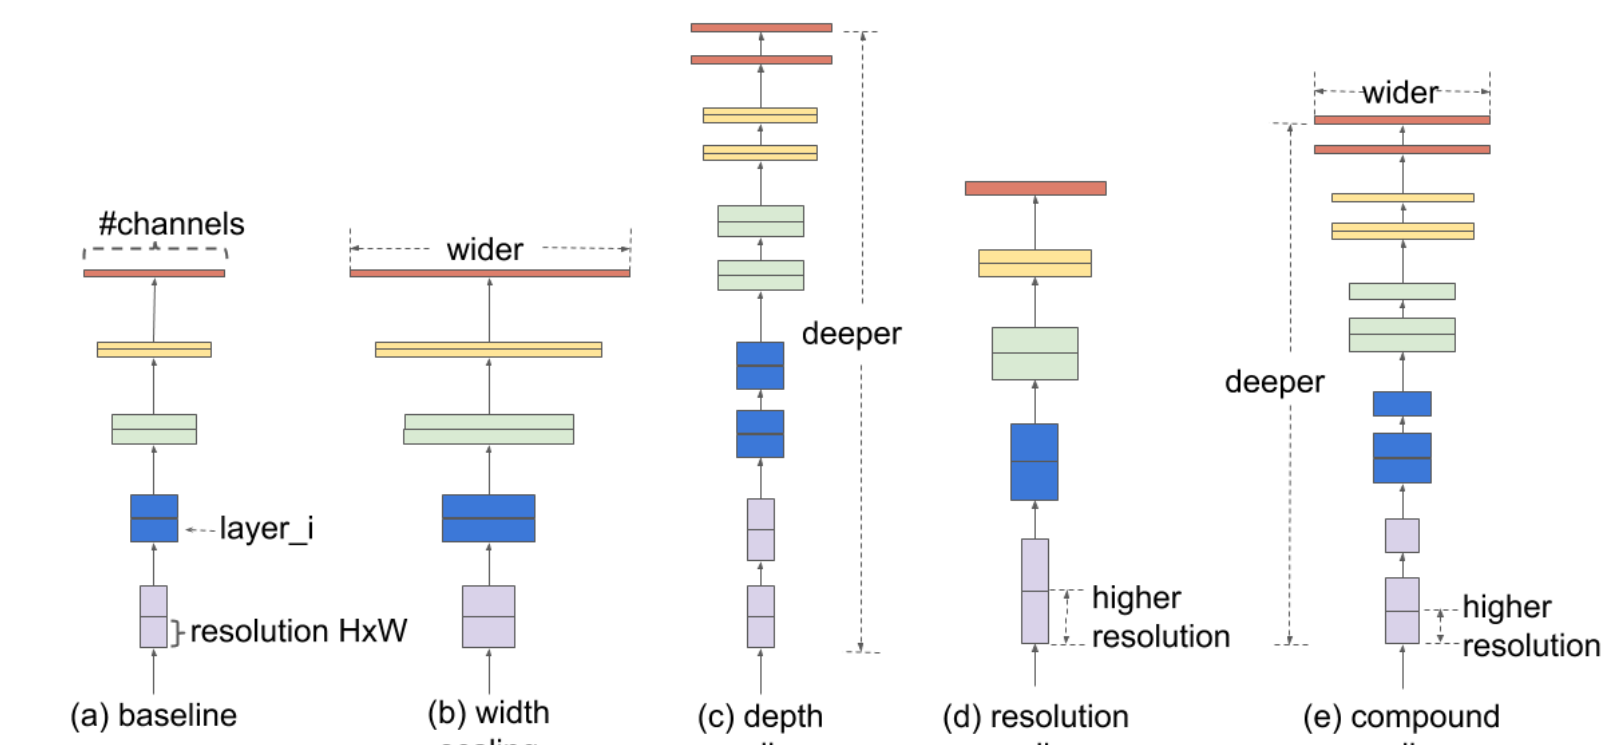 #channels
layer_i
resolution HxW
(a) baseline
wider
(b) width
deeper
(c) depth
higher
resolution
(d) resolution
wider
deeper
higher
resolution
(e) compound